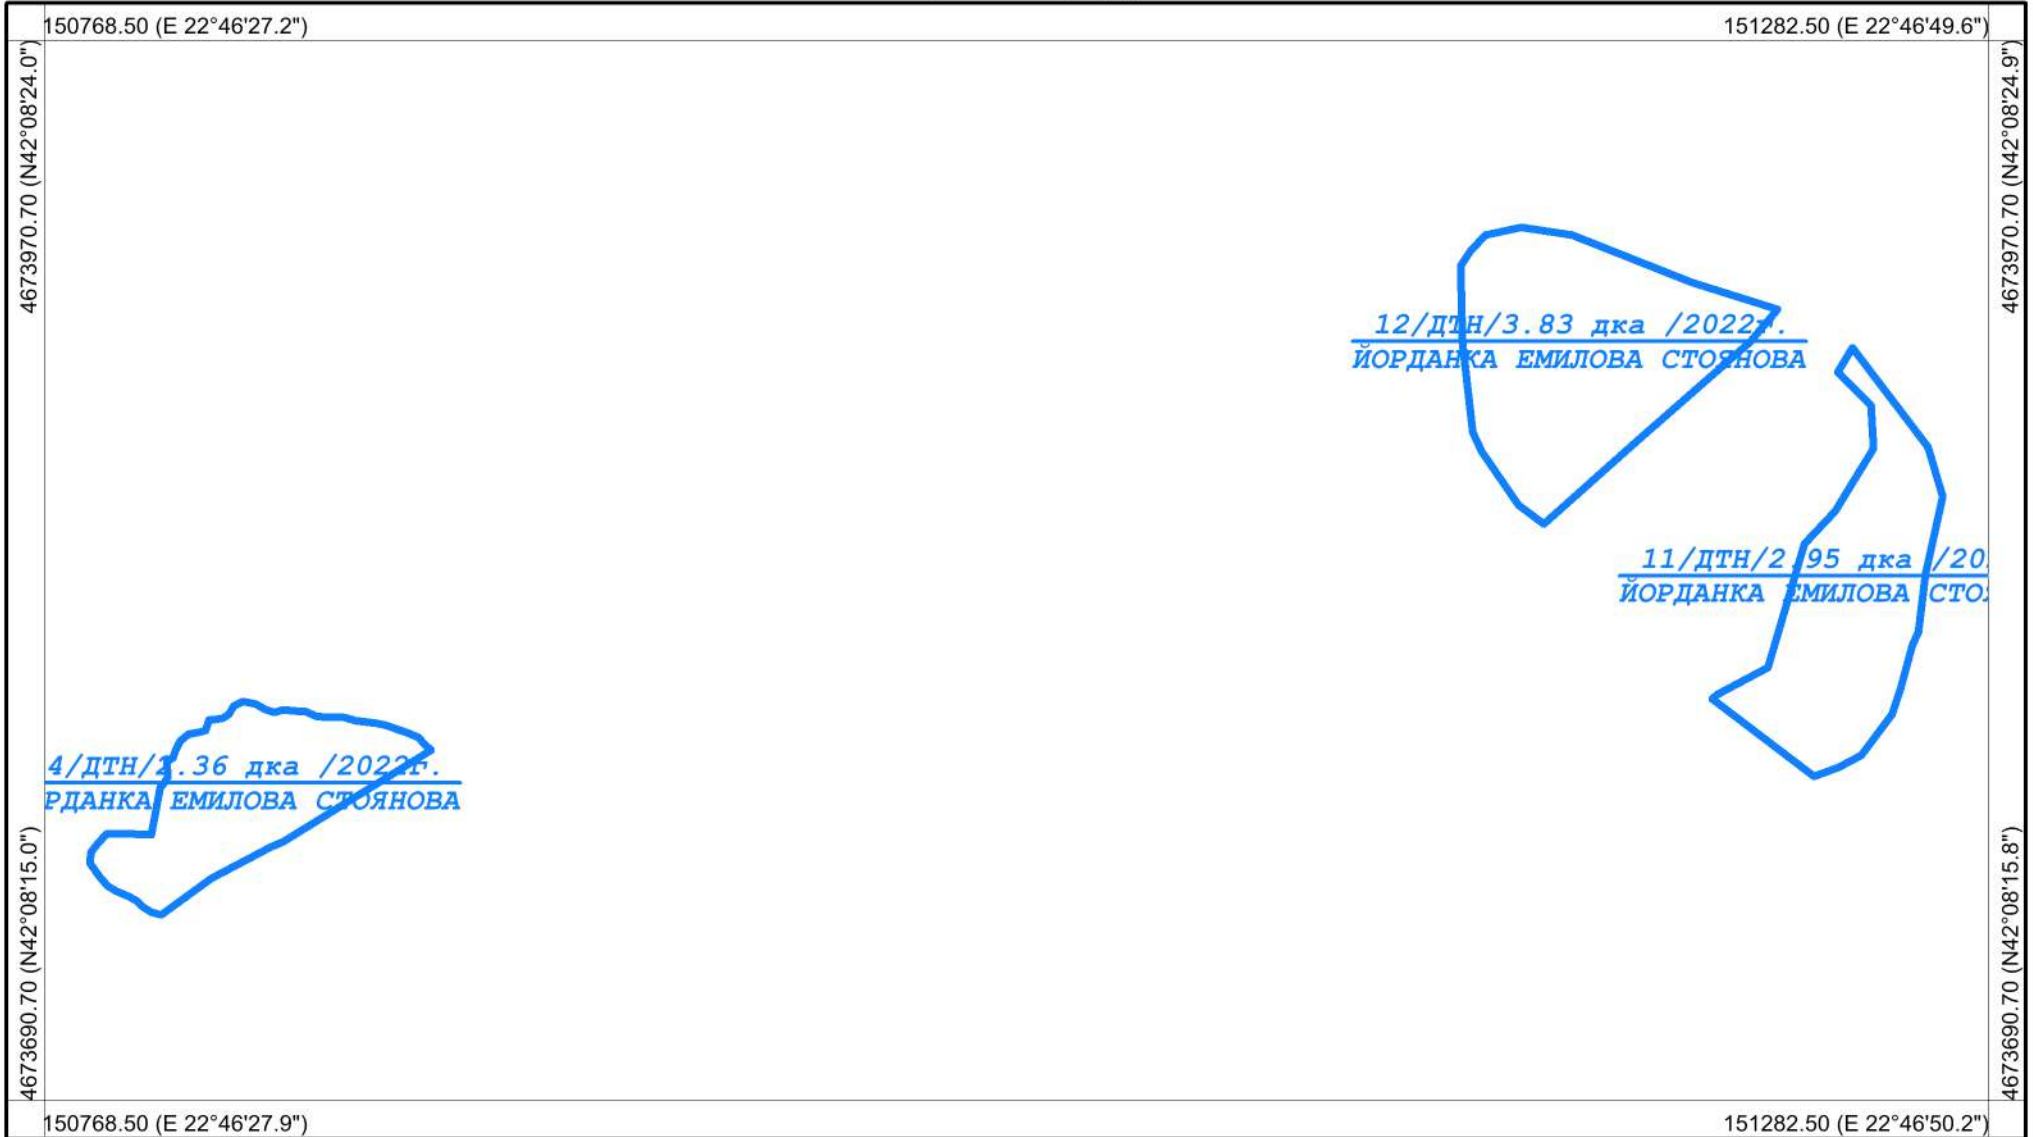 150768.50 (E 22°46'27.2")
151282.50 (E 22°46'49.6")
4673970.70 (N42°08'24.0")
4673970.70 (N42°08'24.9")
12/ДТН/3.83 дка /2022г.
ЙОРДАНКА ЕМИЛОВА СТОЯНОВА
11/ДТН/2.95 дка /20
ЙОРДАНКА ЕМИЛОВА СТО
4/ДТН/2.36 дка /2022г.
РДАНКА ЕМИЛОВА СТОЯНОВА
4673690.70 (N42°08'15.0")
4673690.70 (N42°08'15.8")
150768.50 (E 22°46'27.9")
151282.50 (E 22°46'50.2")